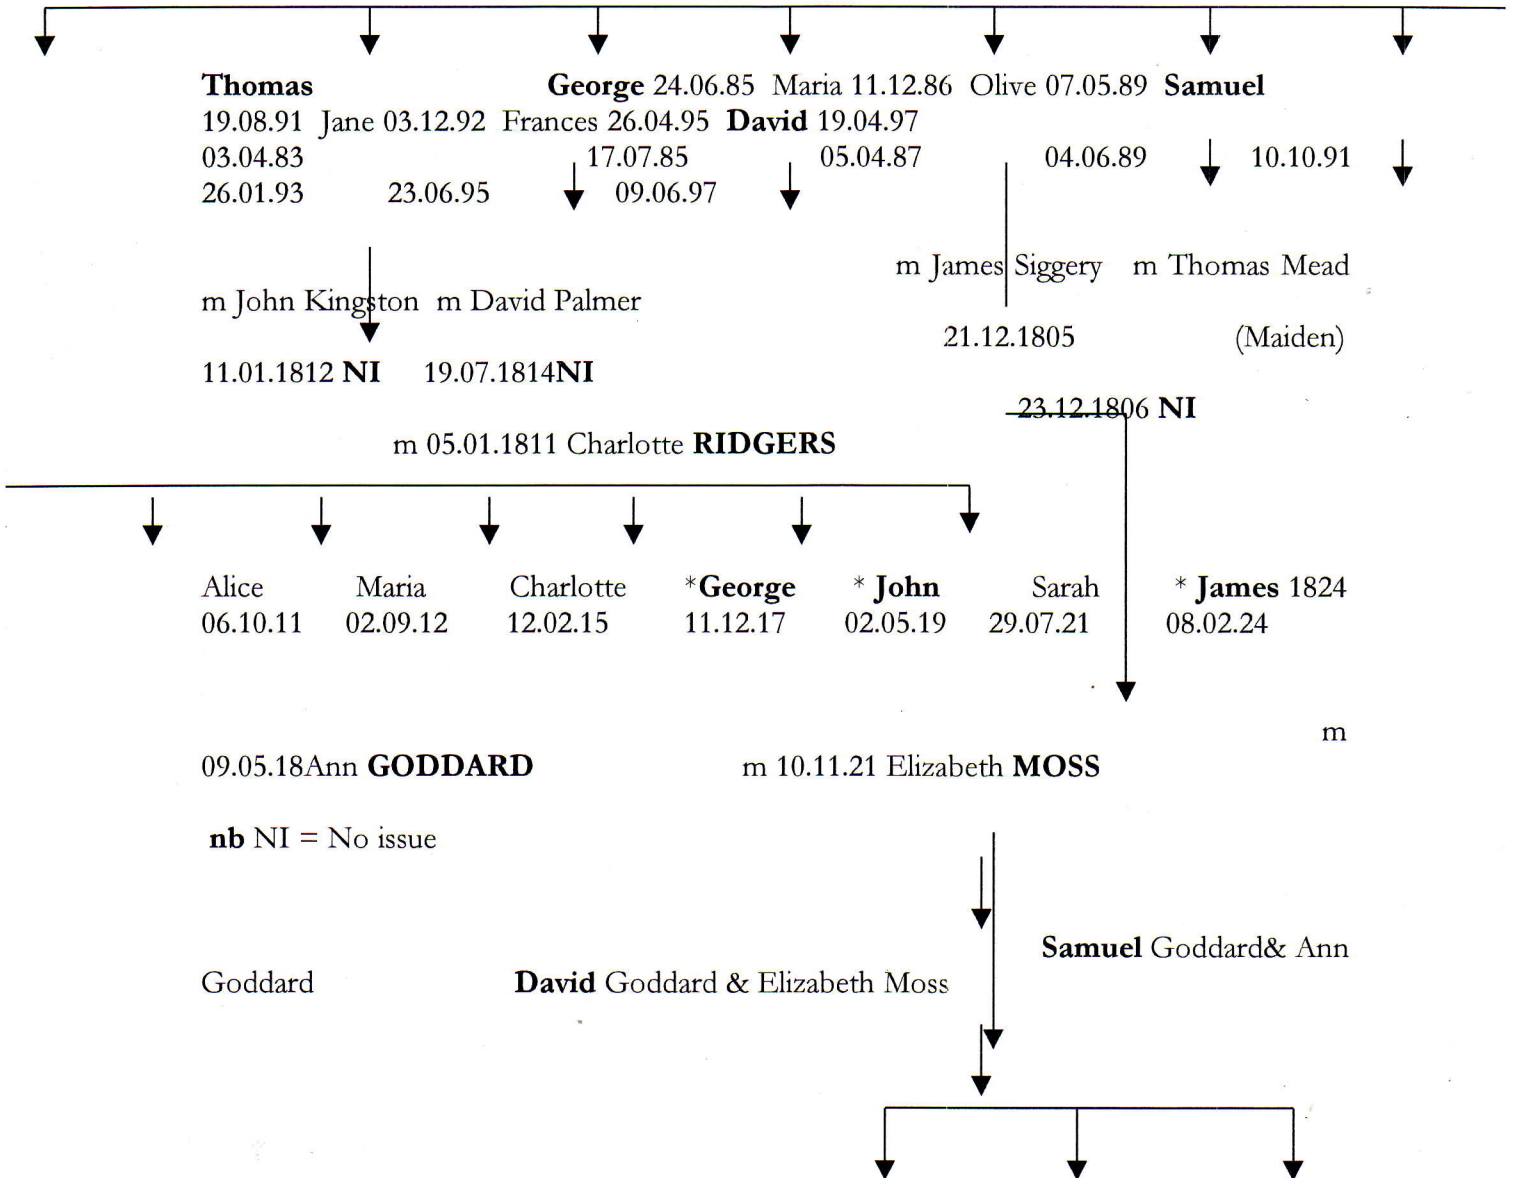 Thomas George 24.06.85 Maria 11.12.86 Olive 07.05.89 Samuel
19.08.91 Jane 03.12.92 Frances 26.04.95 David 19.04.97
03.04.83 17.07.85 05.04.87 04.06.89 10.10.91
26.01.93 23.06.95 09.06.97
m James Siggery m Thomas Mead
m John Kingston m David Palmer
21.12.1805 (Maiden)
11.01.1812 NI 19.07.1814NI
23.12.1806 NI
m 05.01.1811 Charlotte RIDGERS
Alice Maria Charlotte *George * John Sarah * James 1824
06.10.11 02.09.12 12.02.15 11.12.17 02.05.19 29.07.21 08.02.24
m
09.05.18Ann GODDARD m 10.11.21 Elizabeth MOSS
nb NI = No issue
Samuel Goddard& Ann
Goddard David Goddard & Elizabeth Moss